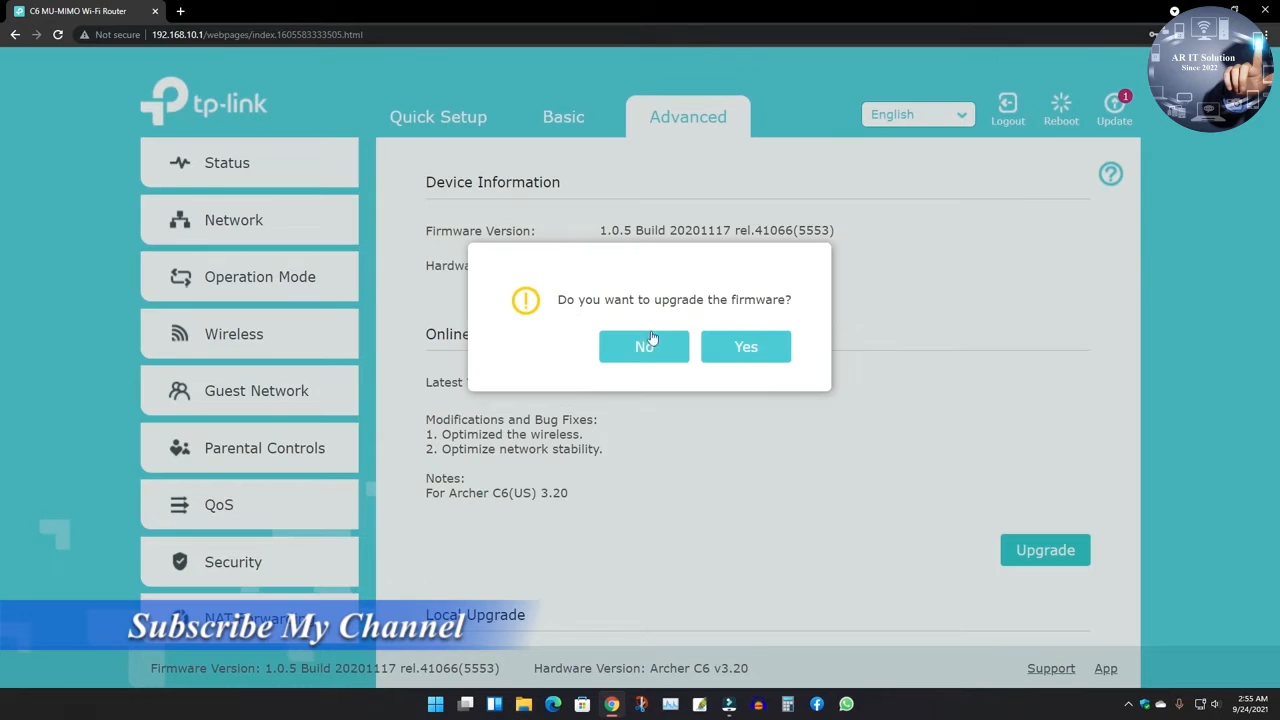 C6 MU-MIMO Wi-Fi Router
Not secure 192.168.10.1/webpages/index.1605583333505.html
AR IT Solution
Since 2022
tp-link
Quick Setup
Basic
Advanced
English
Logout
Reboot
1
Update
Status
Network
Operation Mode
Wireless
Guest Network
Parental Controls
QoS
Security
Device Information
Firmware Version: 1.0.5 Build 20201117 rel.41066(5553)
Do you want to upgrade the firmware?
No
Yes
Online
Latest
Modifications and Bug Fixes:
1. Optimized the wireless.
2. Optimize network stability.
Notes:
For Archer C6(US) 3.20
Upgrade
Local Upgrade
Subscribe My Channel
Firmware Version: 1.0.5 Build 20201117 rel.41066(5553)
Hardware Version: Archer C6 v3.20
Support
App
2:55 AM
9/24/2021